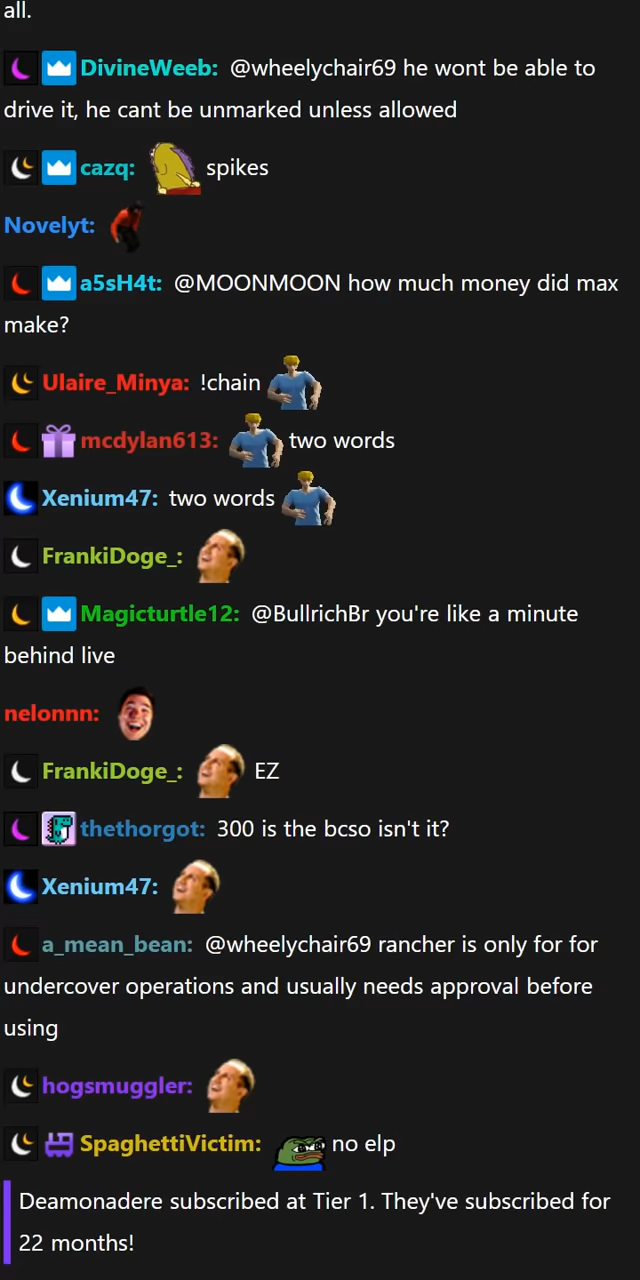 all.
DivineWeeb: @wheelychair69 he wont be able to
drive it, he cant be unmarked unless allowed
cazq: spikes
Novelyt:
a5sH4t: @MOONMOON how much money did max
make?
Ulaire_Minya: !chain
mcdylan613: two words
Xenium47: two words
FrankiDoge_:
Magicturtle12: @BullrichBr you're like a minute
behind live
nelonnn:
FrankiDoge_: EZ
thethorgot: 300 is the bcso isn't it?
Xenium47:
a_mean_bean: @wheelychair69 rancher is only for for
undercover operations and usually needs approval before
using
hogsmuggler:
SpaghettiVictim: no elp
Deamonadere subscribed at Tier 1. They've subscribed for
22 months!